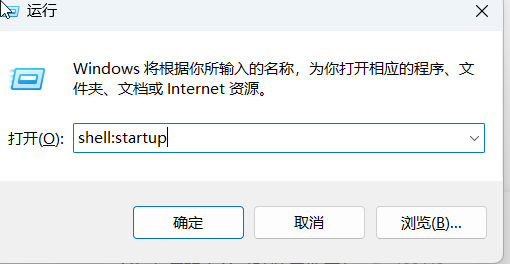 运行
Windows 将根据你所输入的名称，为你打开相应的程序、文
件夹、文档或 Internet 资源。
打开(O): shell:startup
确定 取消 浏览(B)...